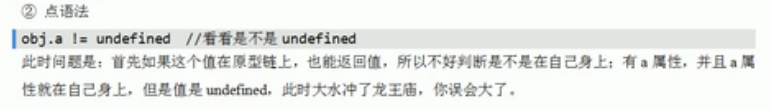 ② 点语法
obj.a != undefined //看看是不是 undefined
此时问题是：首先如果这个值在原型链上，也能返回值，所以不好判断是不是在自己身上；有 a 属性，并且 a 属
性就在自己身上，但是值是 undefined，此时大水冲了龙王庙，你误会大了。